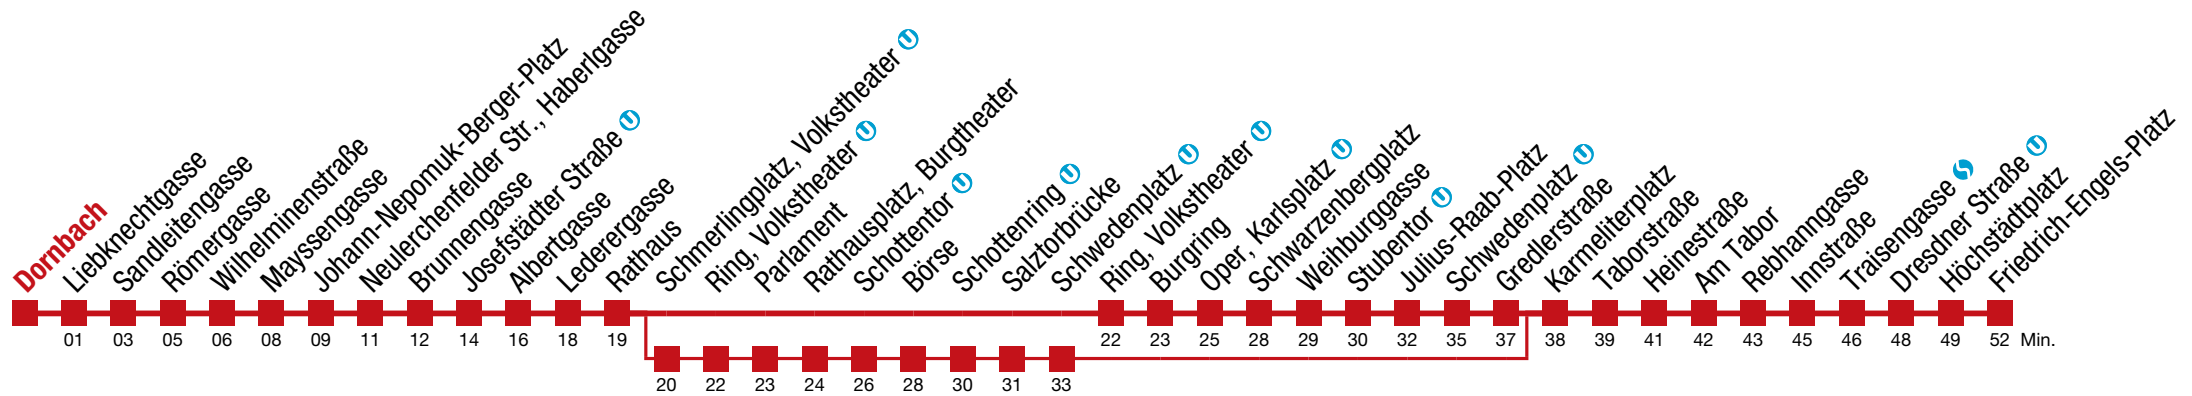 Dornbach
Liebknechtgasse
Sandleitengasse
Römergasse
Wilhelminenstraße
Mayssengasse
Johann-Nepomuk-Berger-Platz
Neulerchenfelder Str., Haberlgasse
Brunnengasse
Josefstädter Straße U
Albertgasse
Lederergasse
Rathaus
Schmerlingplatz, Volkstheater U
Ring, Volkstheater U
Parlament
Rathausplatz, Burgtheater
Schottentor U
Börse
Schottenring U
Salztorbrücke
Schwedenplatz U
Ring, Volkstheater U
Burgring
Oper, Karlsplatz U
Schwarzenbergplatz
Weihburggasse
Stubentor U
Julius-Raab-Platz
Schwedenplatz U
Gredlerstraße
Karmeliterplatz
Taborstraße
Heinestraße
Am Tabor
Rebhanngasse
Innstraße
Traisengasse S
Dresdner Straße U
Höchstädtplatz
Friedrich-Engels-Platz
01 03 05 06 08 09 11 12 14 16 18 19 22 23 25 28 29 30 32 35 37 38 39 41 42 43 45 46 48 49 52 Min.
20 22 23 24 26 28 30 31 33